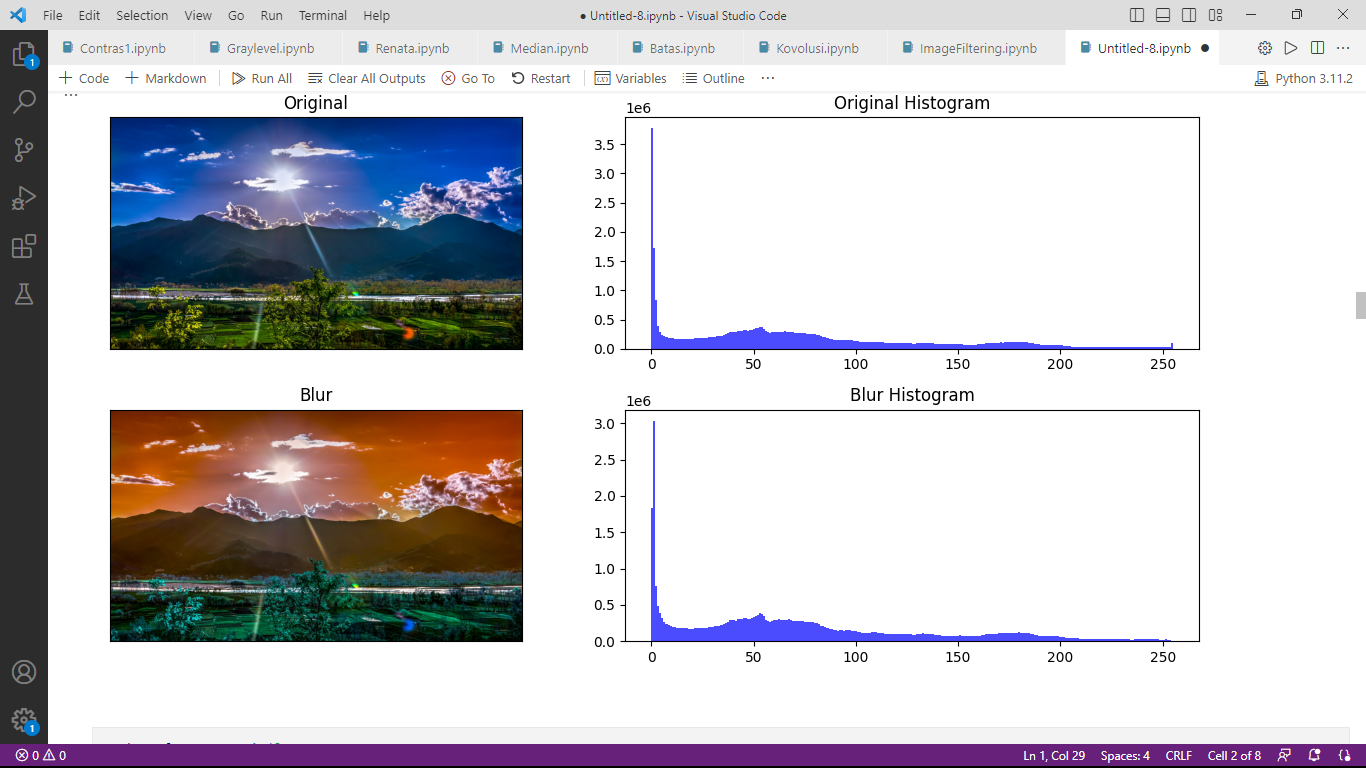 File Edit Selection View Go Run Terminal Help
● Untitled-8.ipynb - Visual Studio Code
Contras1.ipynb Graylevel.ipynb Renata.ipynb Median.ipynb Batas.ipynb Kovolusi.ipynb ImageFiltering.ipynb Untitled-8.ipynb ●
1
+ Code + Markdown Run All Clear All Outputs Go To Restart Variables Outline ... Python 3.11.2
...
Original
Original Histogram
1e6
3.5
3.0
2.5
2.0
1.5
1.0
0.5
0.0
0 50 100 150 200 250
Blur
Blur Histogram
1e6
3.0
2.5
2.0
1.5
1.0
0.5
0.0
0 50 100 150 200 250
1
0 0 Ln 1, Col 29 Spaces: 4 CRLF Cell 2 of 8